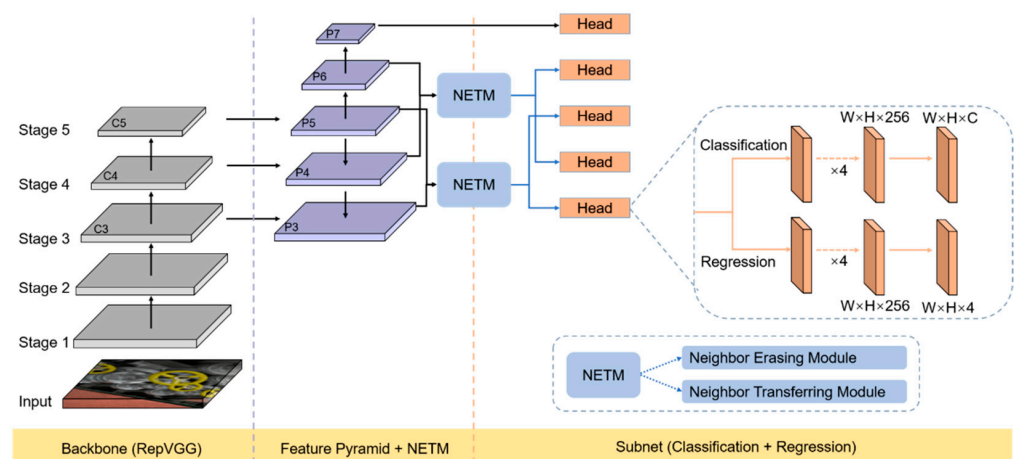 P7
Head
P6
Head
NETM
C5
P5
Head
Stage 5
W×H×256
W×H×C
Classification
C4
P4
Head
×4
Stage 4
NETM
C3
P3
Head
Stage 3
Regression
×4
Stage 2
W×H×256
W×H×4
Stage 1
Neighbor Erasing Module
NETM
Neighbor Transferring Module
Input
Backbone (RepVGG)
Feature Pyramid + NETM
Subnet (Classification + Regression)